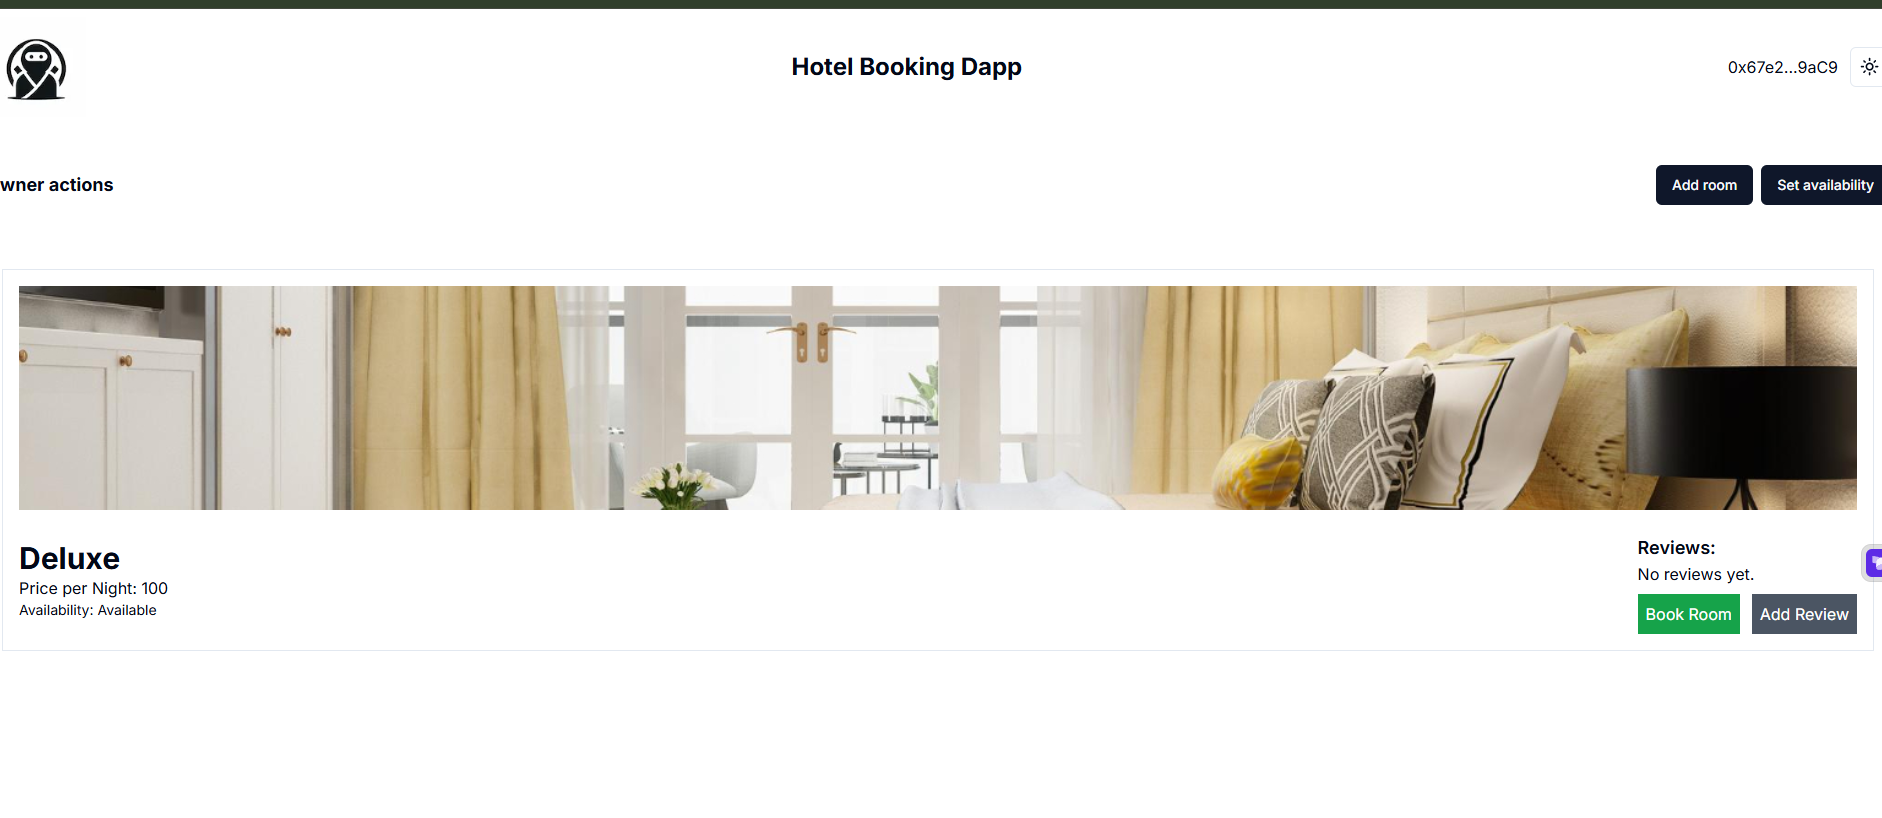 Hotel Booking Dapp
0x67e2...9aC9
wner actions
Add room
Set availability
Deluxe
Price per Night: 100
Availability: Available
Reviews:
No reviews yet.
Book Room
Add Review